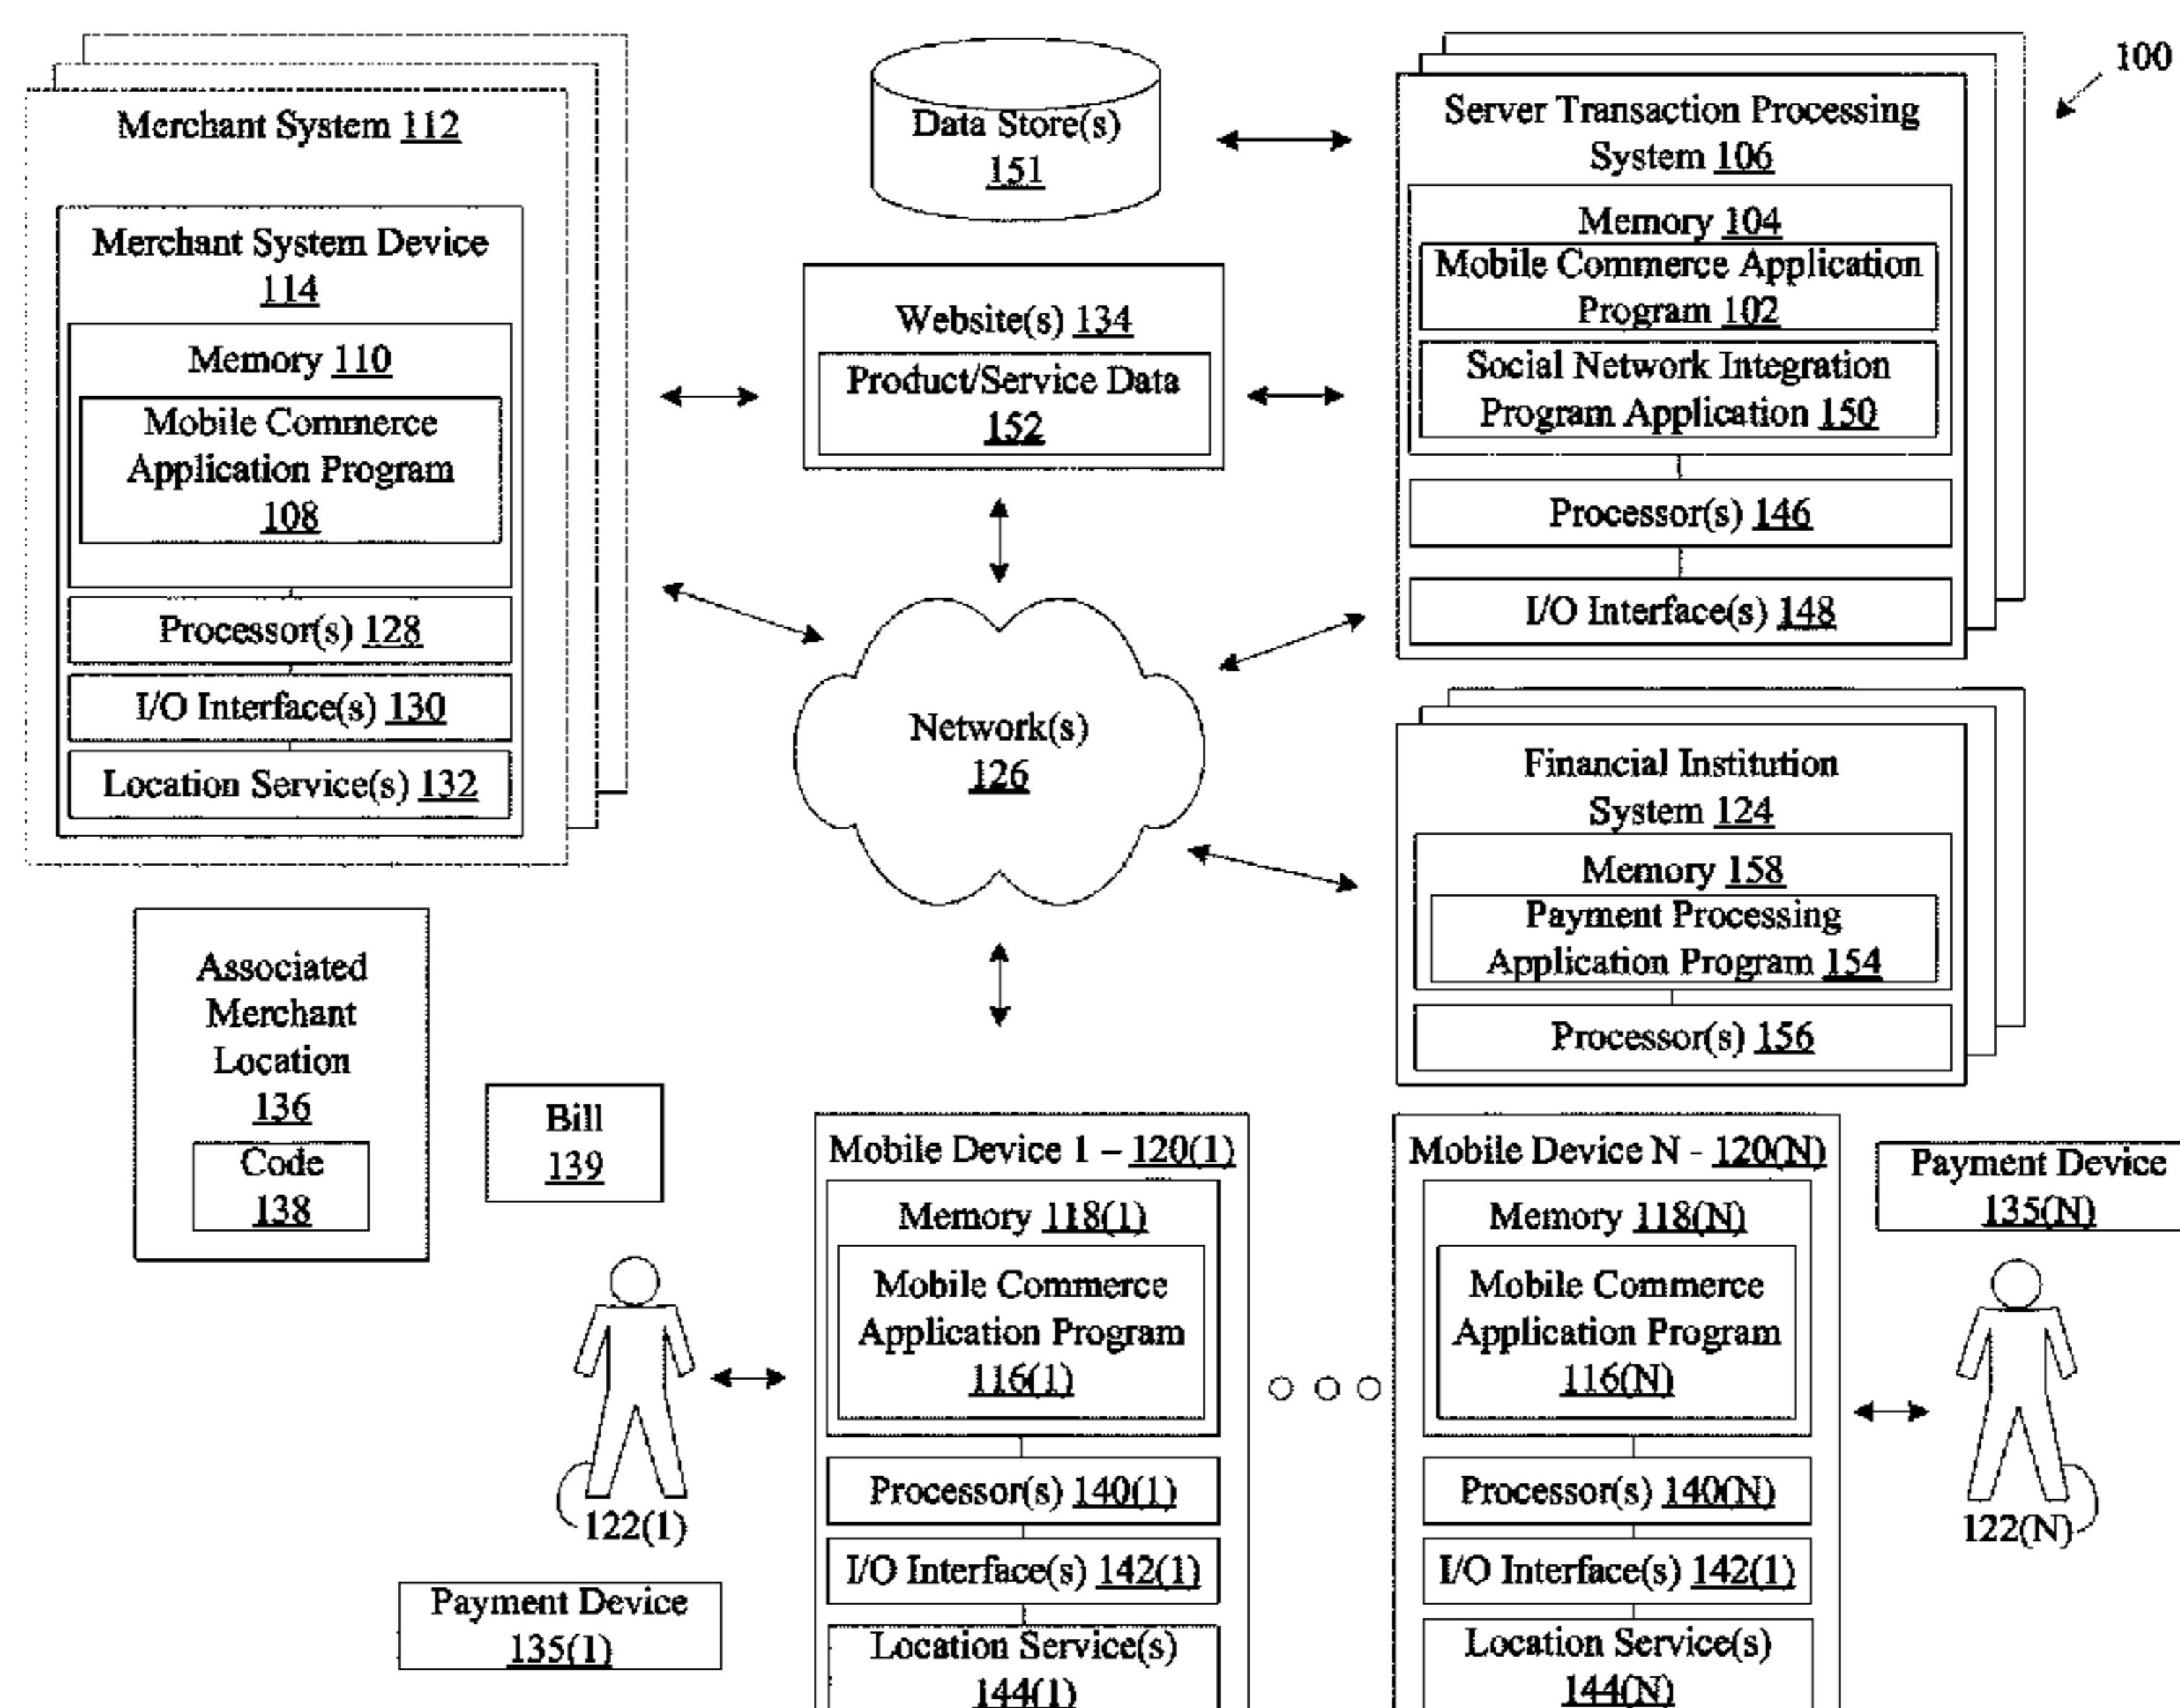 100
Merchant System 112
Merchant System Device
114
Memory 110
Mobile Commerce
Application Program
108
Processor(s) 128
I/O Interface(s) 130
Location Service(s) 132
Data Store(s)
151
Website(s) 134
Product/Service Data
152
Server Transaction Processing
System 106
Memory 104
Mobile Commerce Application
Program 102
Social Network Integration
Program Application 150
Processor(s) 146
I/O Interface(s) 148
Network(s)
126
Financial Institution
System 124
Memory 158
Payment Processing
Application Program 154
Processor(s) 156
Associated
Merchant
Location
136
Code
138
Bill
139
122(1)
Payment Device
135(1)
Mobile Device 1 – 120(1)
Memory 118(1)
Mobile Commerce
Application Program
116(1)
Processor(s) 140(1)
I/O Interface(s) 142(1)
Location Service(s)
144(1)
Mobile Device N - 120(N)
Memory 118(N)
Mobile Commerce
Application Program
116(N)
Processor(s) 140(N)
I/O Interface(s) 142(1)
Location Service(s)
144(N)
Payment Device
135(N)
122(N)